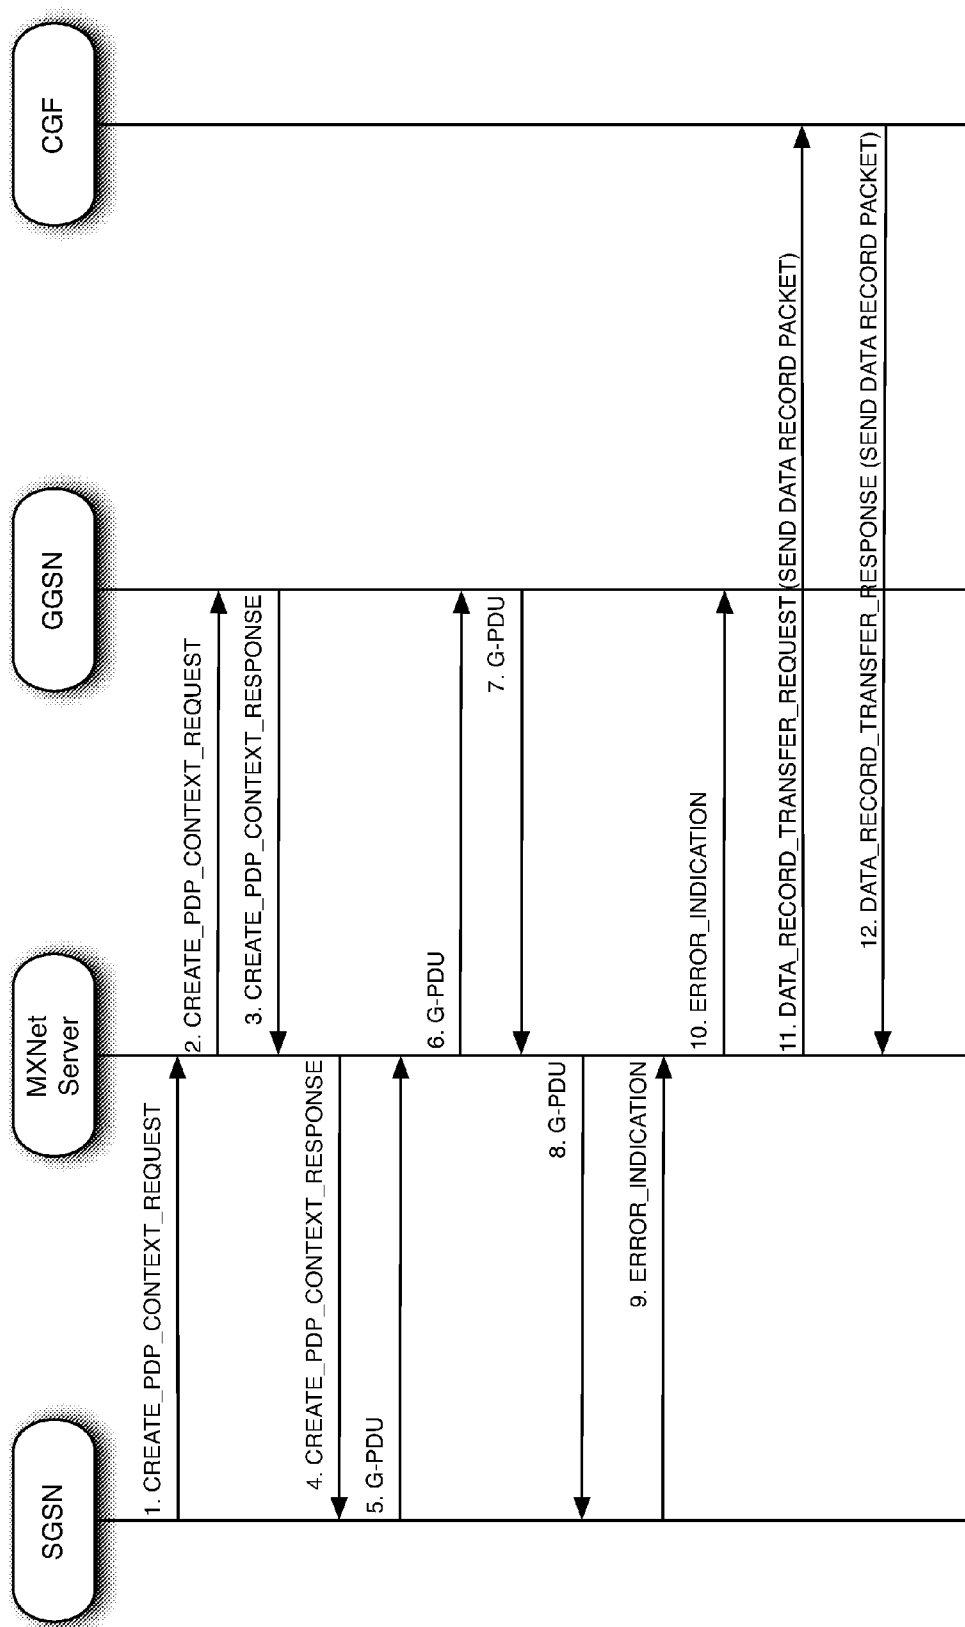 SGSN
MXNet
Server
GGSN
CGF
1. CREATE_PDP_CONTEXT_REQUEST
2. CREATE_PDP_CONTEXT_REQUEST
3. CREATE_PDP_CONTEXT_RESPONSE
4. CREATE_PDP_CONTEXT_RESPONSE
5. G-PDU
6. G-PDU
7. G-PDU
8. G-PDU
9. ERROR_INDICATION
10. ERROR_INDICATION
11. DATA_RECORD_TRANSFER_REQUEST (SEND DATA RECORD PACKET)
12. DATA_RECORD_TRANSFER_RESPONSE (SEND DATA RECORD PACKET)